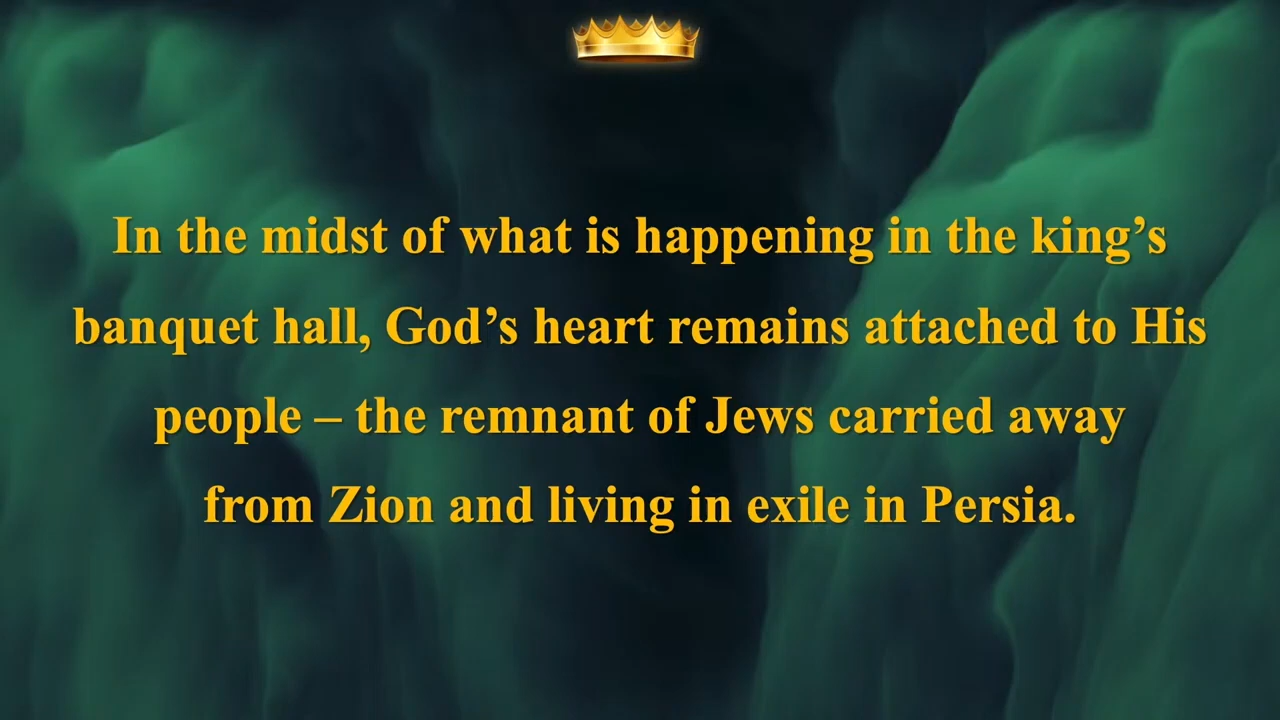 In the midst of what is happening in the king’s
banquet hall, God’s heart remains attached to His
people – the remnant of Jews carried away
from Zion and living in exile in Persia.